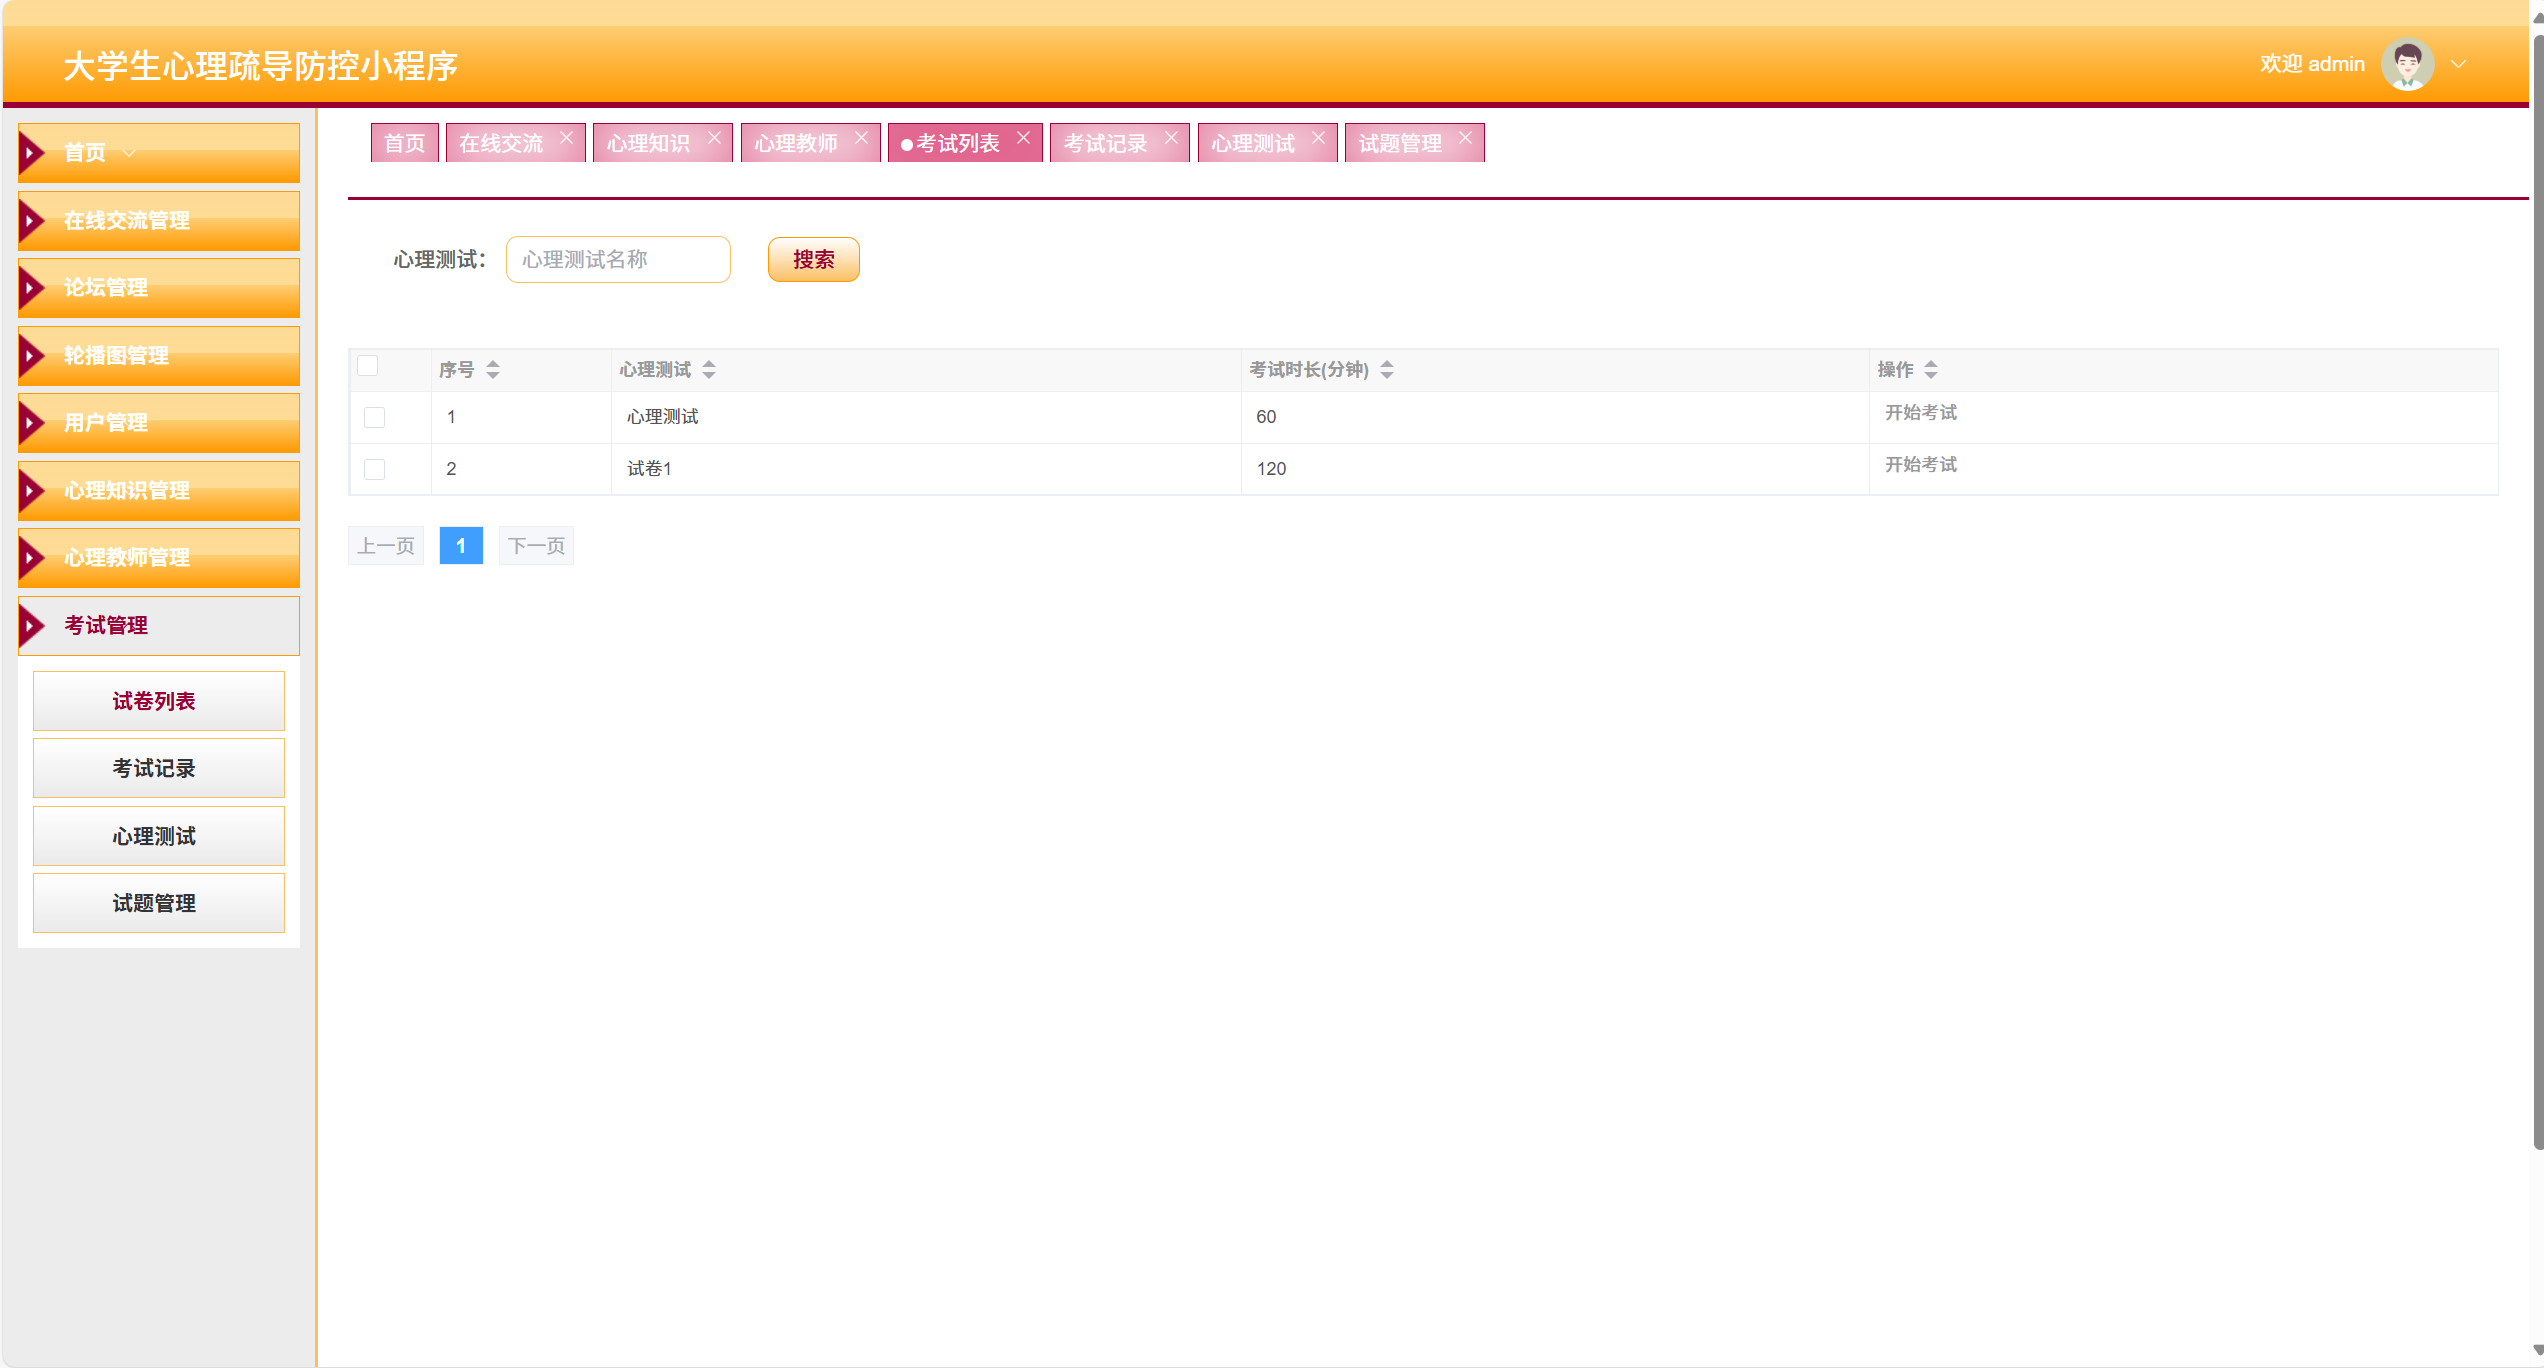 大学生心理疏导防控小程序
欢迎 admin
首页
在线交流管理
论坛管理
轮播图管理
用户管理
心理知识管理
心理教师管理
考试管理
试卷列表
考试记录
心理测试
试题管理
首页 在线交流 心理知识 心理教师 考试列表 考试记录 心理测试 试题管理
心理测试： 心理测试名称 搜索
序号 心理测试 考试时长(分钟) 操作
1 心理测试 60 开始考试
2 试卷1 120 开始考试
上一页 1 下一页